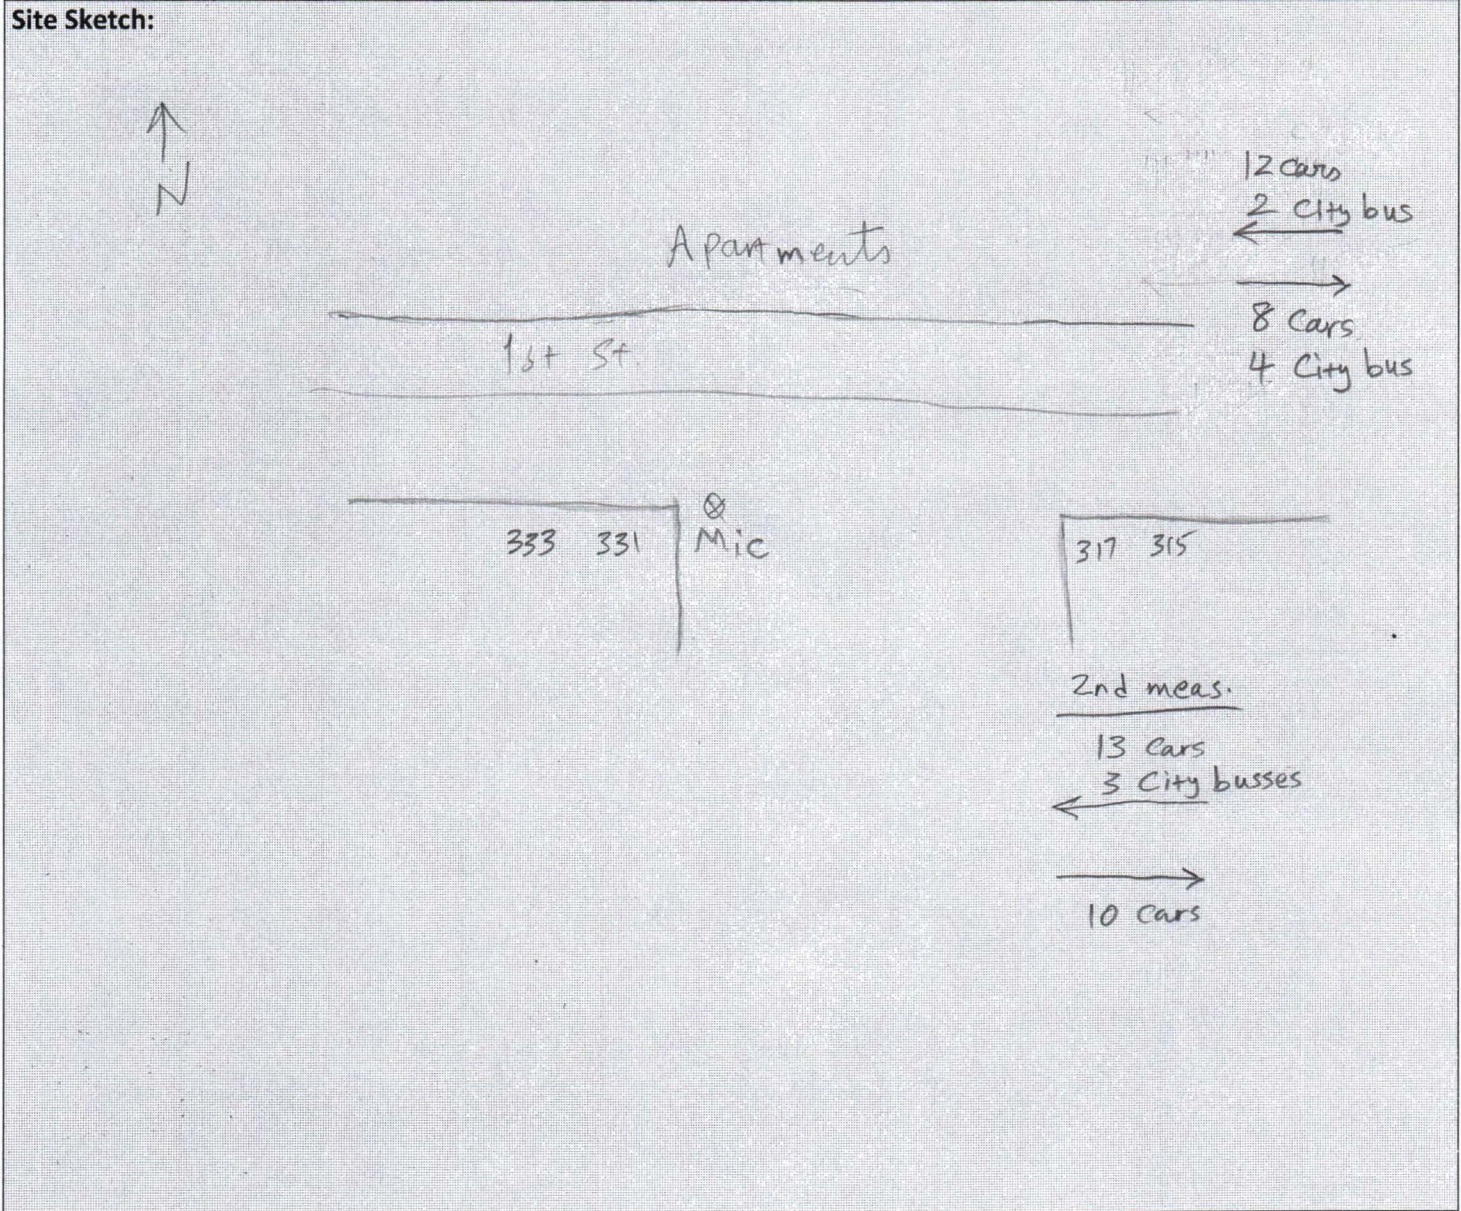 Site Sketch:
N
12 cars
2 City bus
Apartments
8 Cars
4 City bus
1st St.
333 331
Mic
317 315
2nd meas.
13 Cars
3 City busses
10 Cars